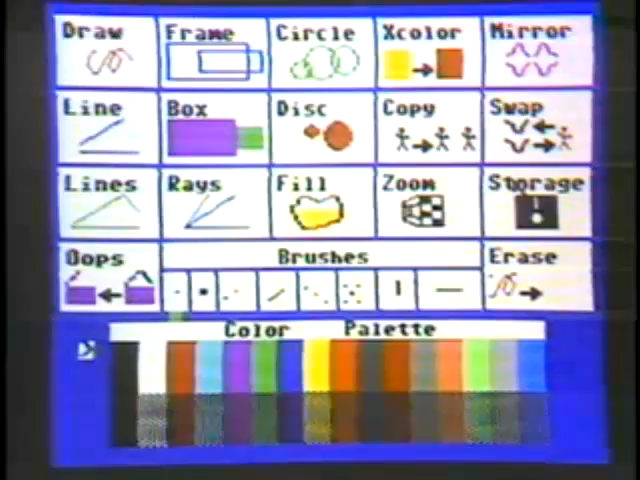 Draw Frame Circle Xcolor Mirror
Line Box Disc Copy Swap
Lines Rays Fill Zoom Storage
Oops Brushes Erase
Color Palette